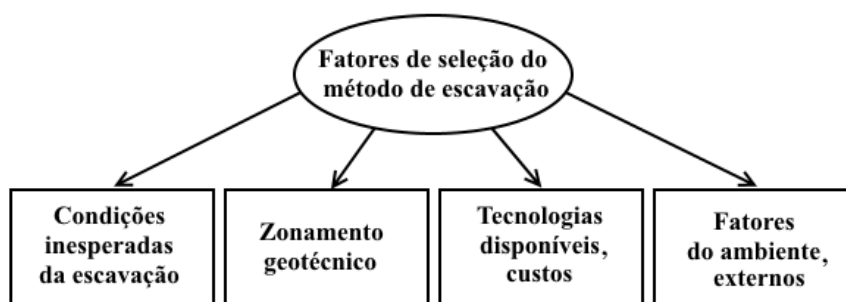 Fatores de seleção do
método de escavação
Condições
inesperadas
da escavação
Zonamento
geotécnico
Tecnologias
disponíveis,
custos
Fatores
do ambiente,
externos